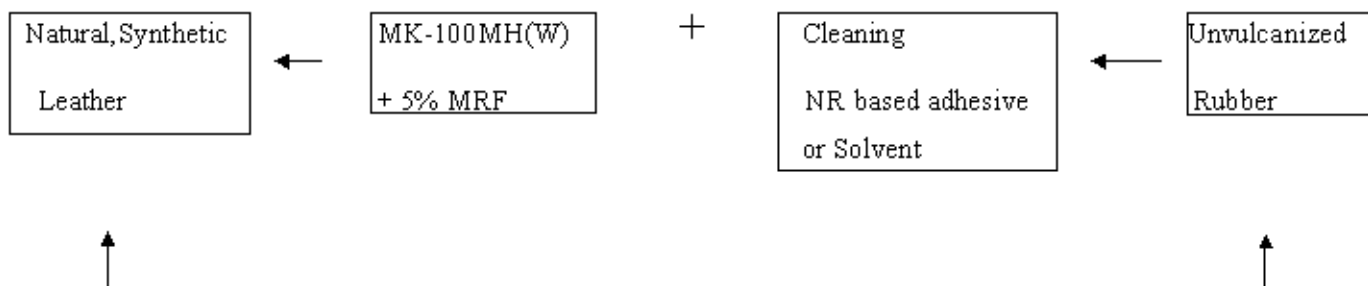 Natural,Synthetic
Leather
MK-100MH(W)
+ 5% MRF
+
Cleaning
NR based adhesive
or Solvent
Unvulcanized
Rubber